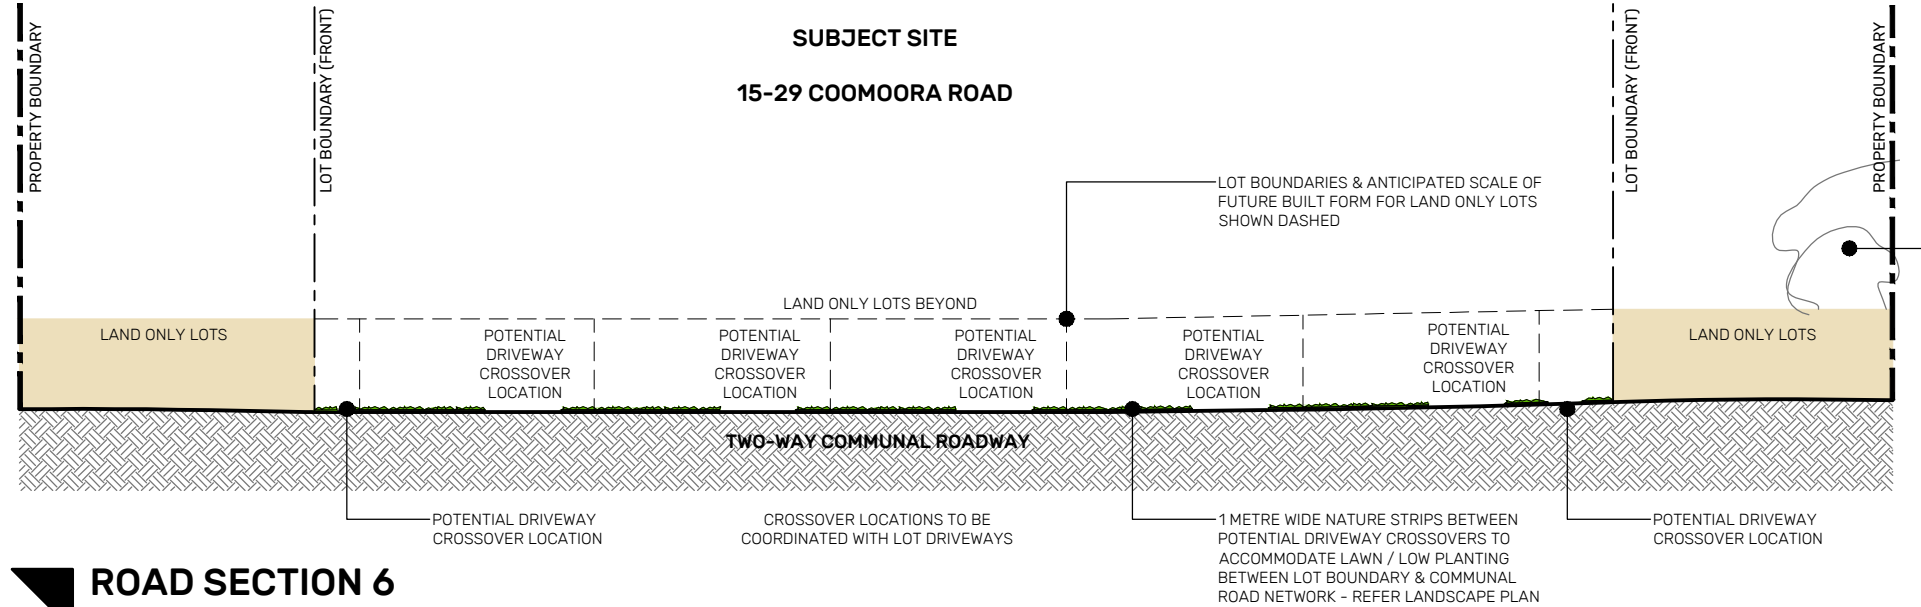 SUBJECT SITE
15-29 COOMOORA ROAD
PROPERTY BOUNDARY
LOT BOUNDARY (FRONT)
LOT BOUNDARY (FRONT)
PROPERTY BOUNDARY
LOT BOUNDARIES & ANTICIPATED SCALE OF
FUTURE BUILT FORM FOR LAND ONLY LOTS
SHOWN DASHED
LAND ONLY LOTS BEYOND
LAND ONLY LOTS
POTENTIAL
DRIVEWAY
CROSSOVER
LOCATION
POTENTIAL
DRIVEWAY
CROSSOVER
LOCATION
POTENTIAL
DRIVEWAY
CROSSOVER
LOCATION
POTENTIAL
DRIVEWAY
CROSSOVER
LOCATION
POTENTIAL
DRIVEWAY
CROSSOVER
LOCATION
LAND ONLY LOTS
TWO-WAY COMMUNAL ROADWAY
POTENTIAL DRIVEWAY
CROSSOVER LOCATION
CROSSOVER LOCATIONS TO BE
COORDINATED WITH LOT DRIVEWAYS
1 METRE WIDE NATURE STRIPS BETWEEN
POTENTIAL DRIVEWAY CROSSOVERS TO
ACCOMMODATE LAWN / LOW PLANTING
BETWEEN LOT BOUNDARY & COMMUNAL
ROAD NETWORK - REFER LANDSCAPE PLAN
POTENTIAL DRIVEWAY
CROSSOVER LOCATION
ROAD SECTION 6